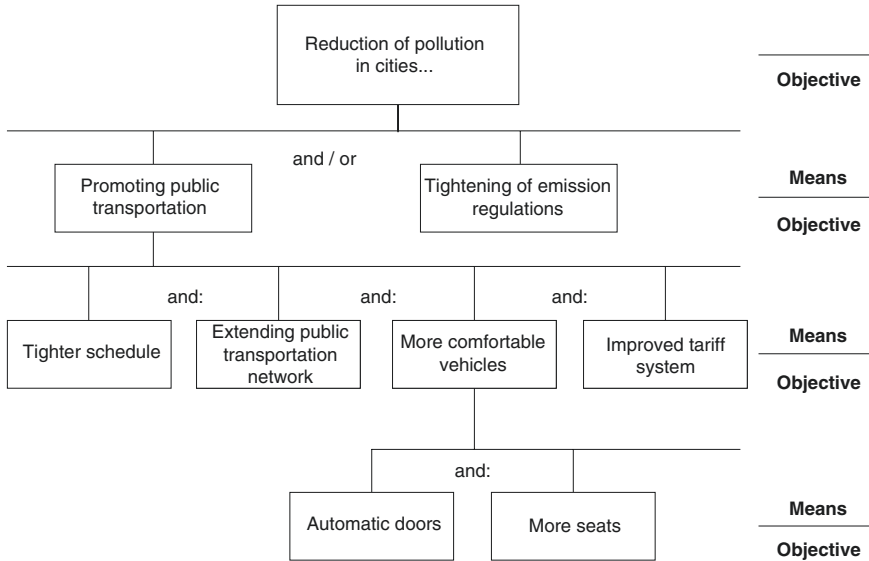 Reduction of pollution
in cities...
Objective
and / or
Promoting public
transportation
Tightening of emission
regulations
Means
Objective
and:
and:
and:
Tighter schedule
Extending public
transportation
network
More comfortable
vehicles
Improved tariff
system
Means
Objective
and:
Automatic doors
More seats
Means
Objective